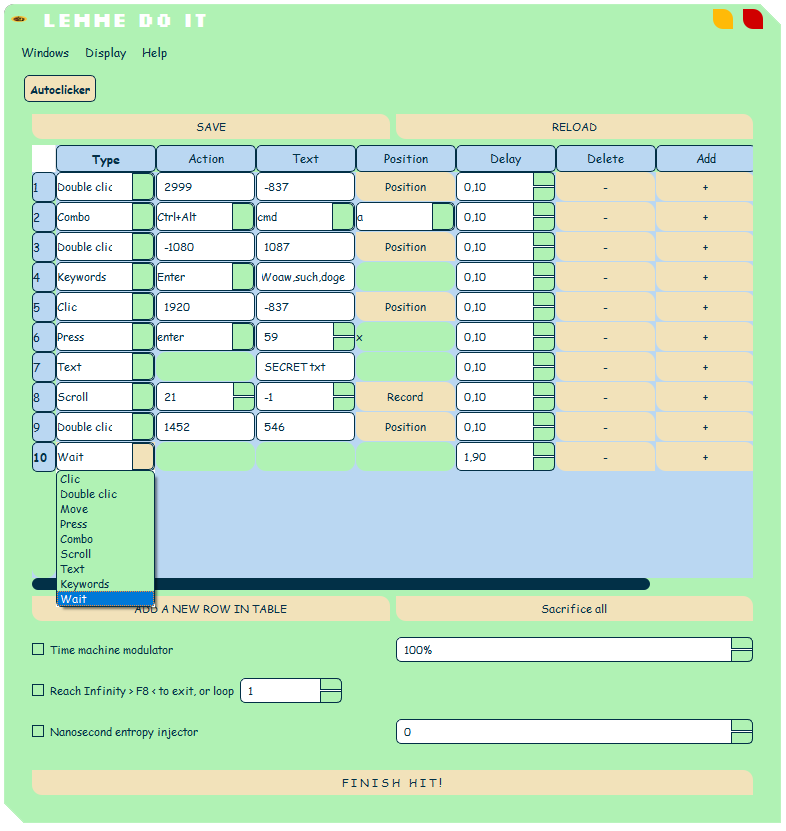 LEMME DO IT
Windows Display Help
Autoclicker
SAVE RELOAD
Type Action Text Position Delay Delete Add
1 Double clic 2999 -837 Position 0,10 - +
2 Combo Ctrl+Alt cmd a 0,10 - +
3 Double clic -1080 1087 Position 0,10 - +
4 Keywords Enter Woaw,such,doge 0,10 - +
5 Clic 1920 -837 Position 0,10 - +
6 Press enter 59 x 0,10 - +
7 Text SECRET txt 0,10 - +
8 Scroll 21 -1 Record 0,10 - +
9 Double clic 1452 546 Position 0,10 - +
10 Wait 1,90 - +
Clic
Double clic
Move
Press
Combo
Scroll
Text
Keywords
Wait
ADD A NEW ROW IN TABLE Sacrifice all
Time machine modulator 100%
Reach Infinity > F8 < to exit, or loop 1
Nanosecond entropy injector 0
FINISH HIT!